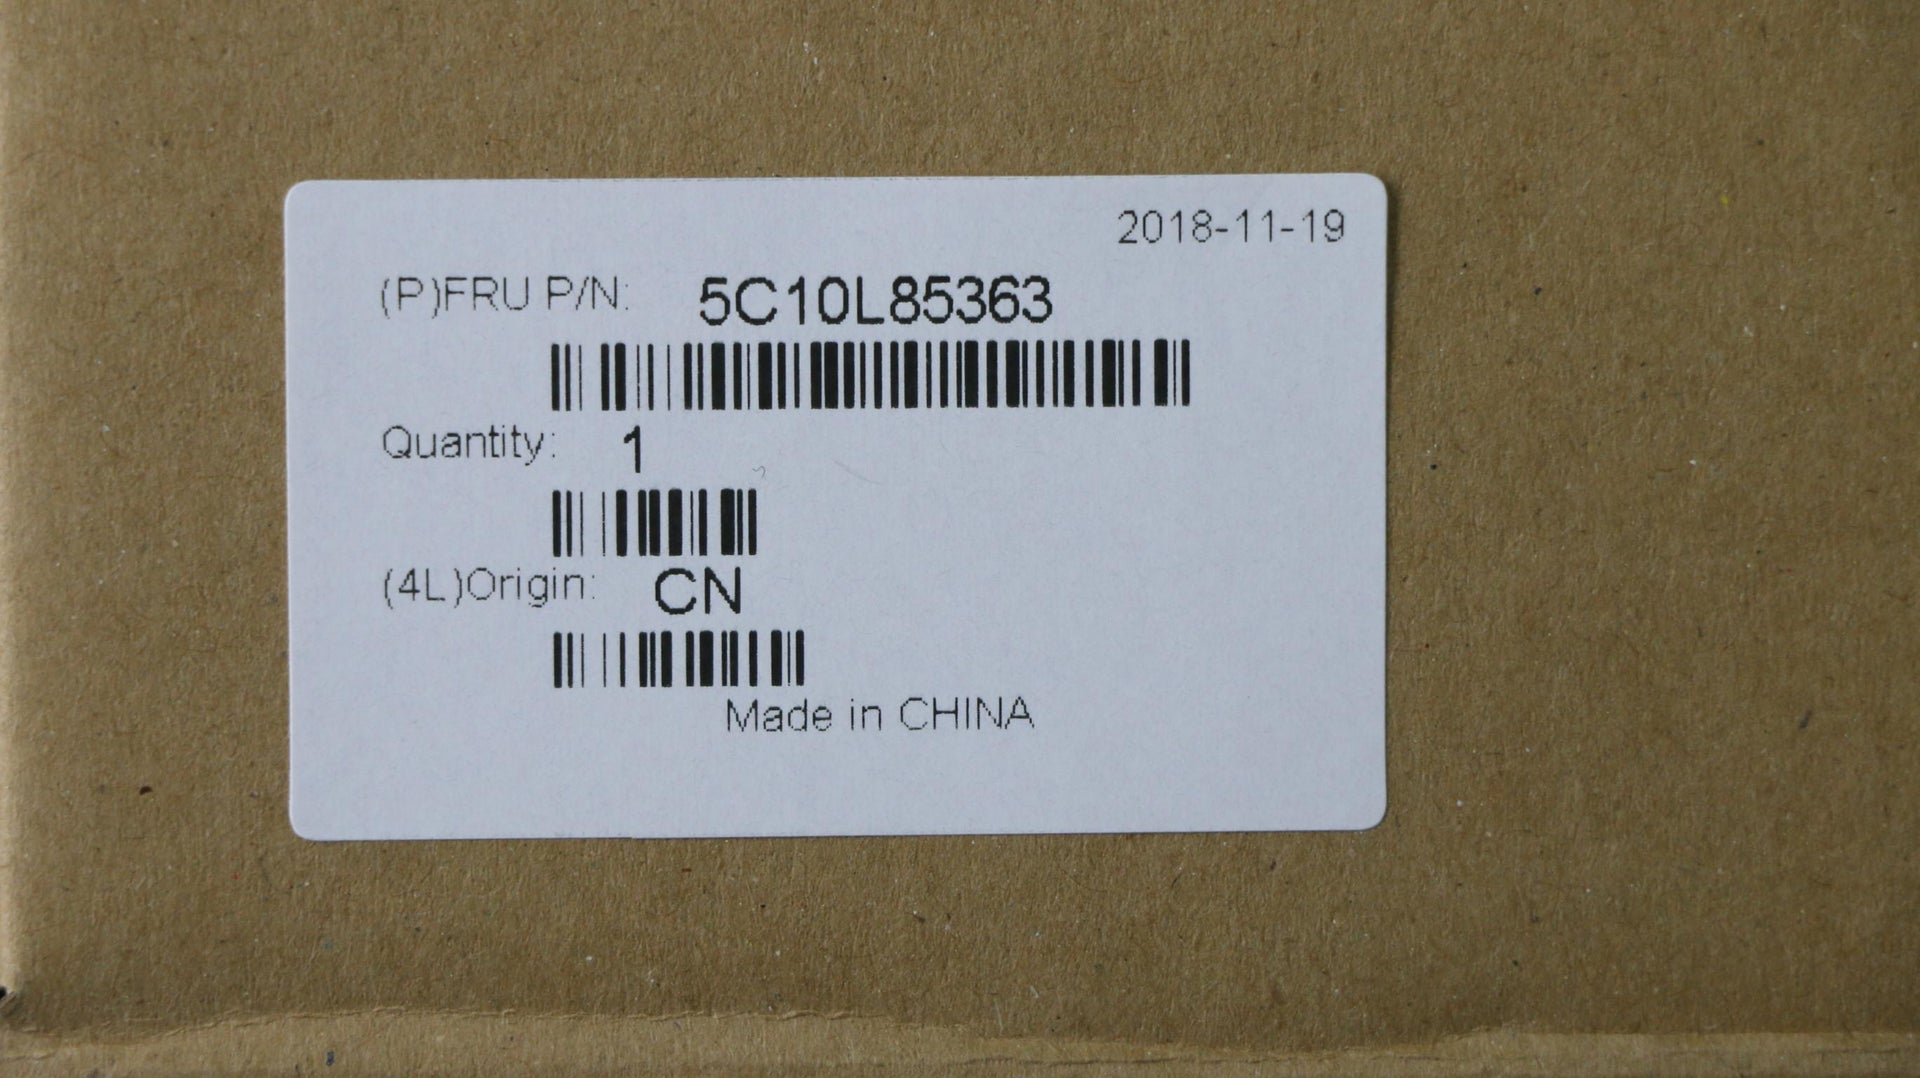 2018-11-19
(P)FRU P/N: 5C10L85363
Quantity: 1
(4L)Origin: CN
Made in CHINA